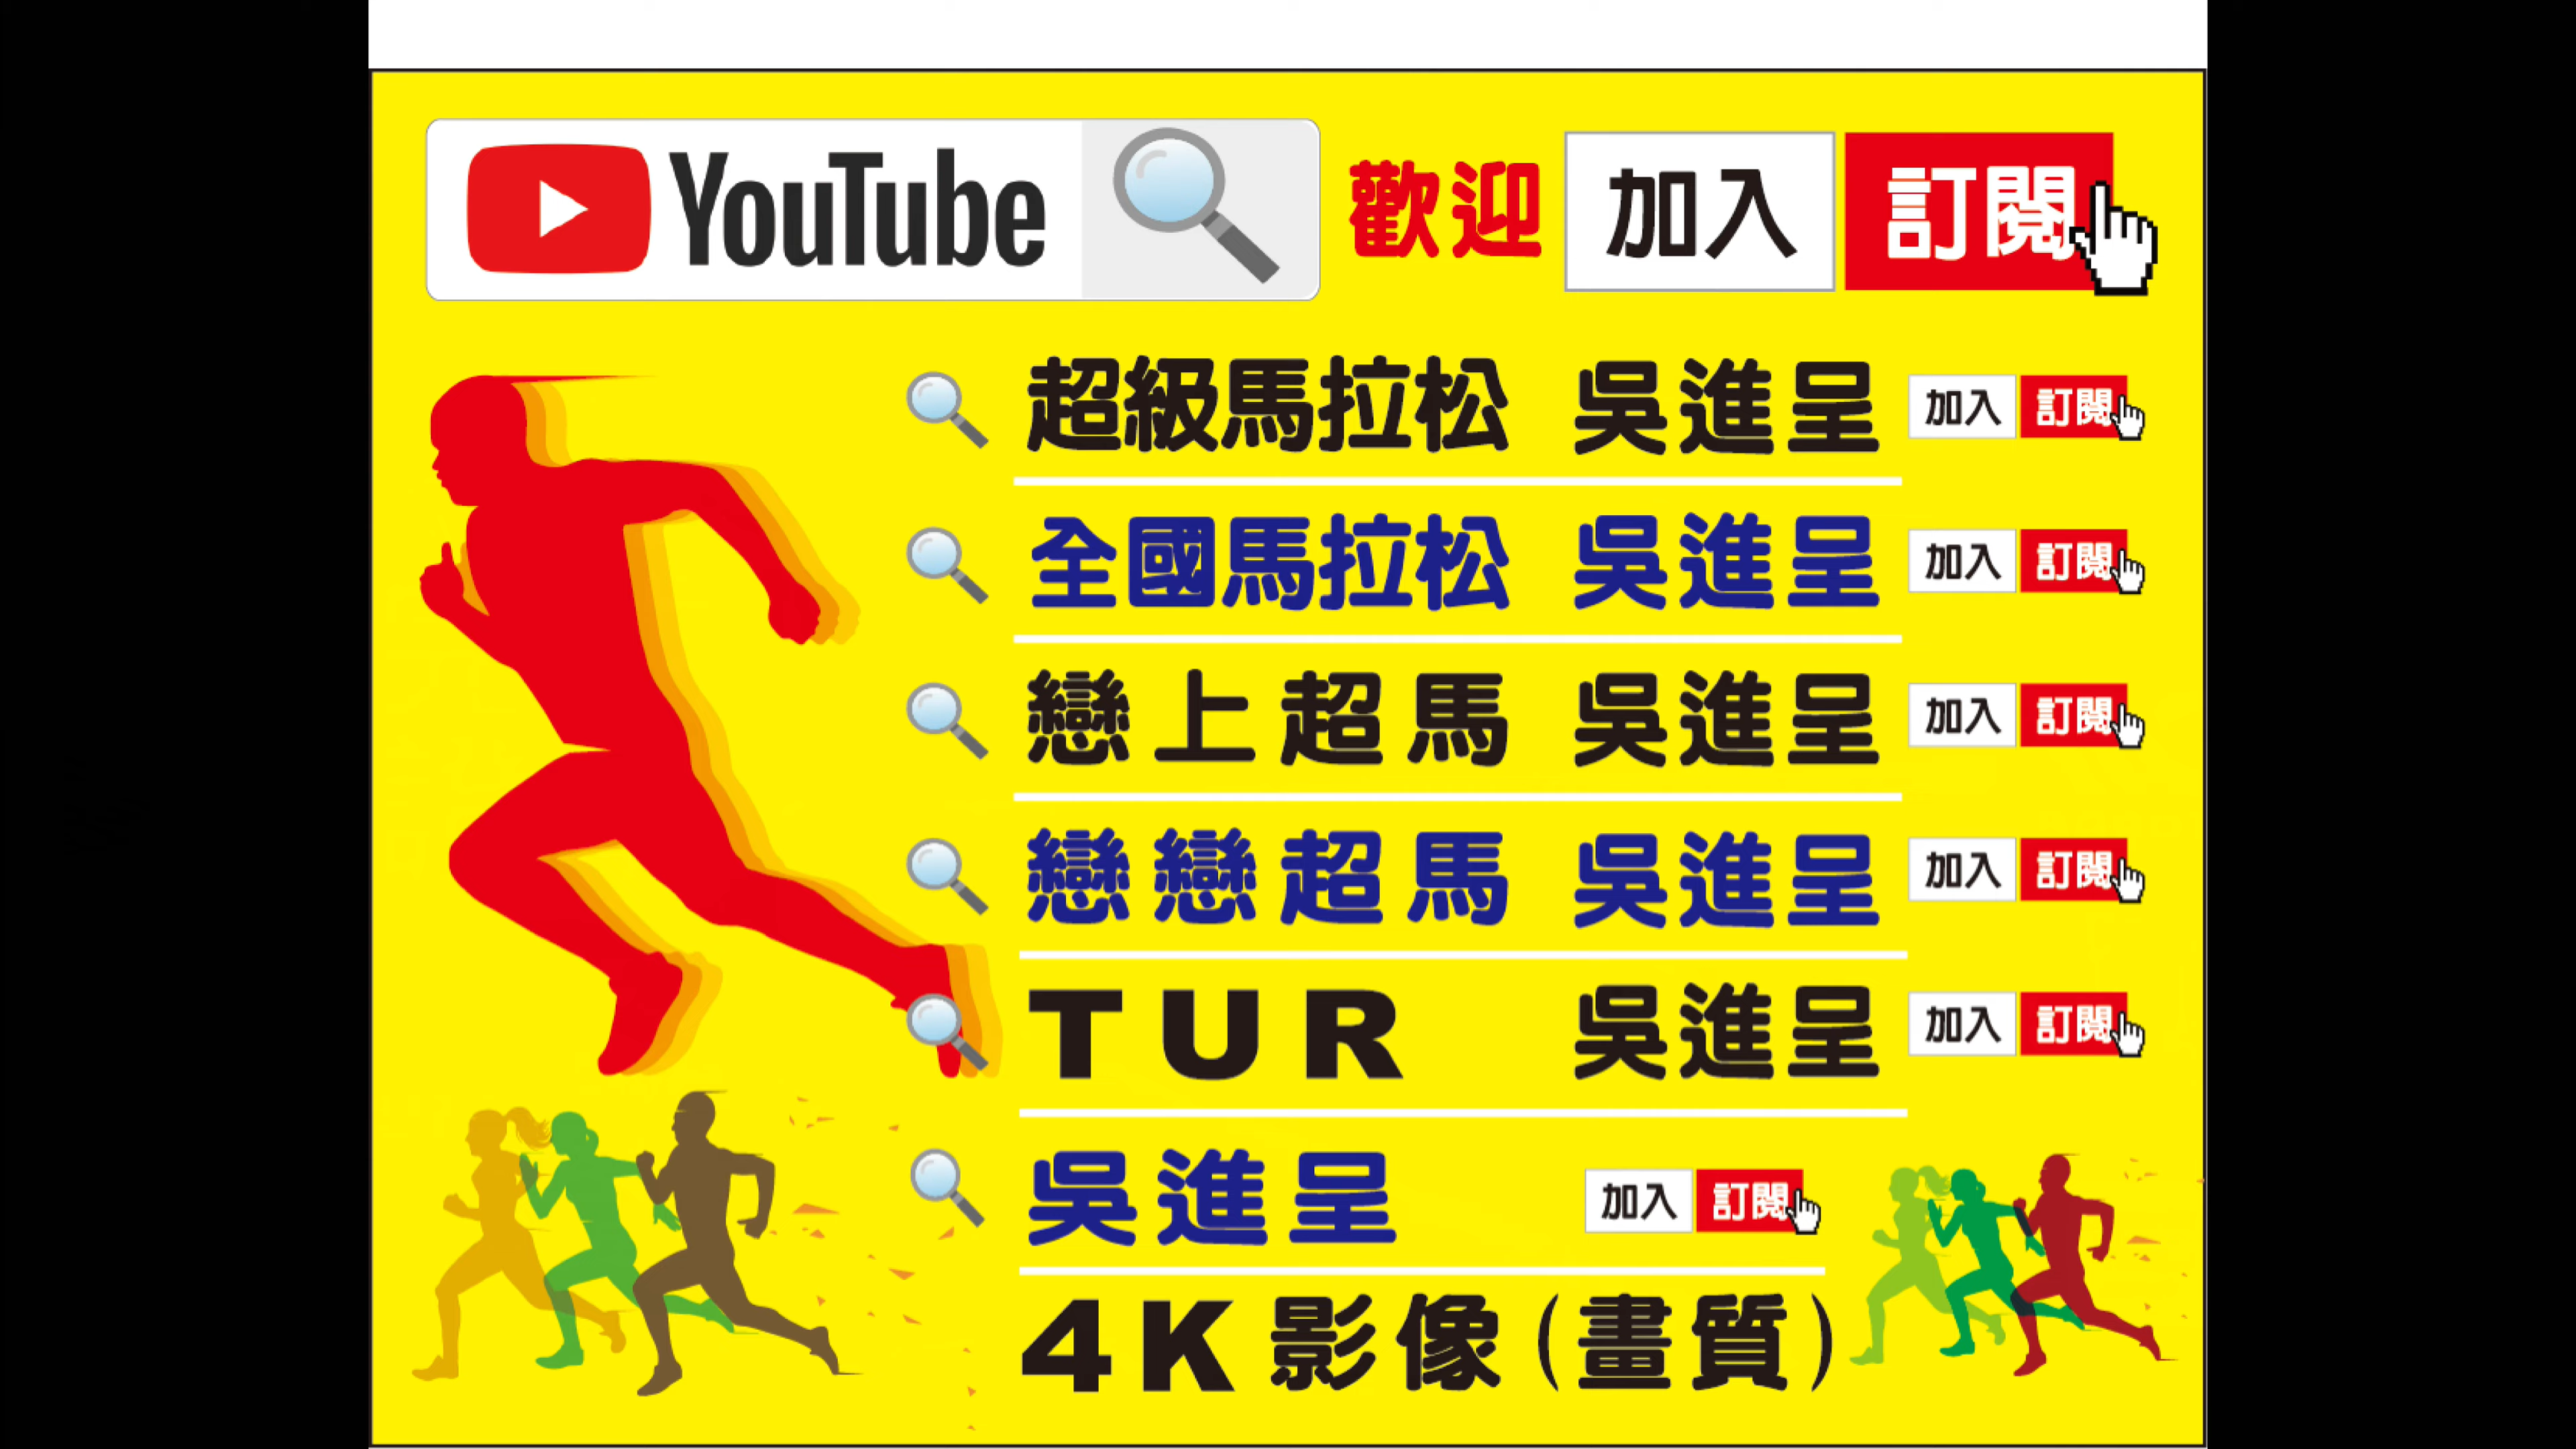 YouTube 歡迎 加入 訂閱
超級馬拉松 吳進呈 加入 訂閱
全國馬拉松 吳進呈 加入 訂閱
戀上超馬 吳進呈 加入 訂閱
戀戀超馬 吳進呈 加入 訂閱
TUR 吳進呈 加入 訂閱
吳進呈 加入 訂閱
4K影像(畫質)